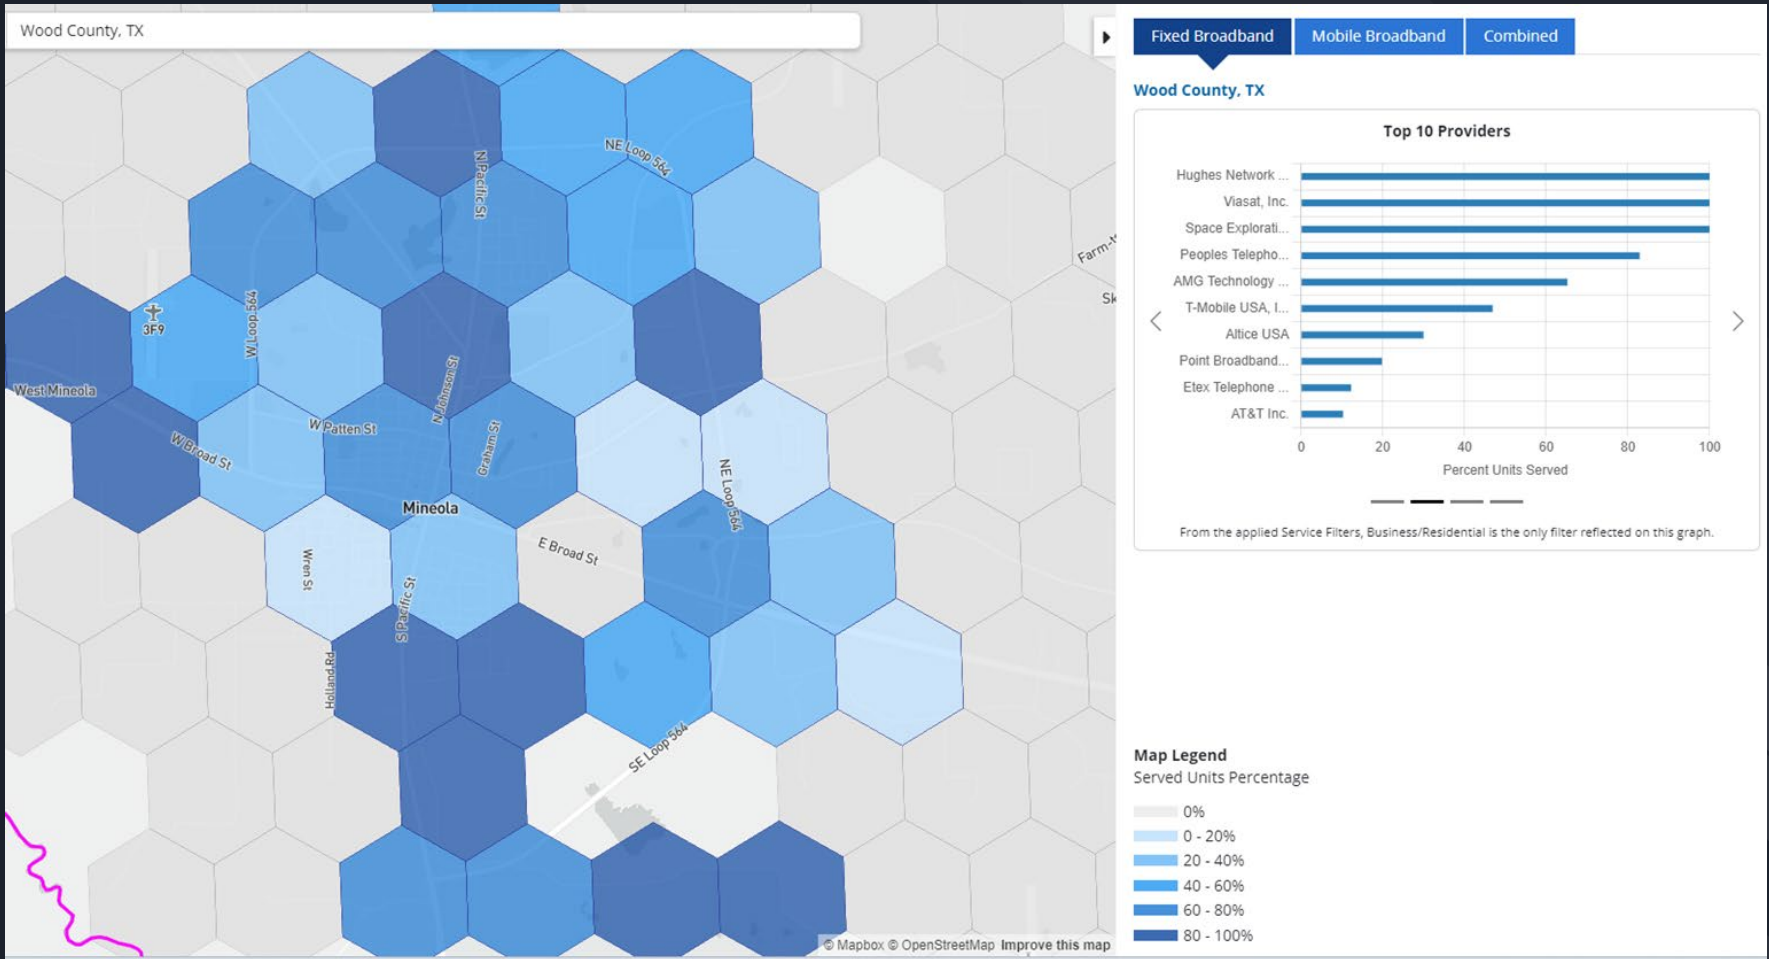 Wood County, TX
N Pacific St
NE Loop 564
Farm-t
Sk
3F9
W Loop 564
West Mineola
N Johnson St
W Patten St
Graham St
W Broad St
NE Loop 564
Mineola
E Broad St
Wren St
S Pacific St
Holland Rd
SE Loop 564
© Mapbox © OpenStreetMap Improve this map
Fixed Broadband
Mobile Broadband
Combined
Wood County, TX
Top 10 Providers
Hughes Network ...
Viasat, Inc.
Space Explorati...
Peoples Telepho...
AMG Technology ...
T-Mobile USA, I...
Altice USA
Point Broadband...
Etex Telephone ...
AT&T Inc.
0 20 40 60 80 100
Percent Units Served
From the applied Service Filters, Business/Residential is the only filter reflected on this graph.
Map Legend
Served Units Percentage
0%
0 - 20%
20 - 40%
40 - 60%
60 - 80%
80 - 100%